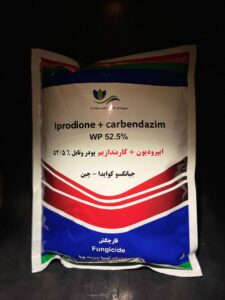 Iprodione + carbendazim
WP 52.5%
ایپرودیون + کاربندازیم پودر وتابل ٪ ۵۲/۵
جیانگسو کوایدا – چین
قارچکش
Fungicide